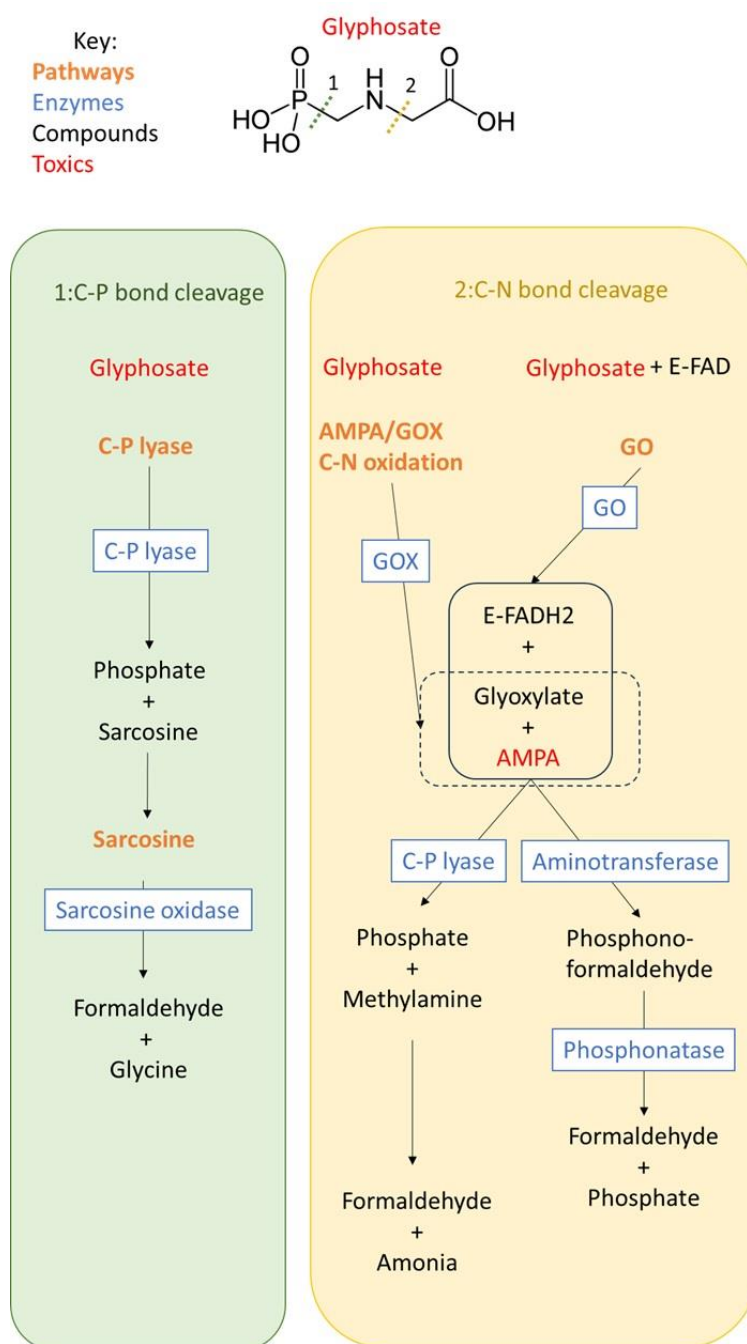 Key:
Pathways
Enzymes
Compounds
Toxics
Glyphosate
O
HO
P
HO
1
H
N
2
O
OH
1:C-P bond cleavage
Glyphosate
C-P lyase
C-P lyase
Phosphate
+
Sarcosine
Sarcosine
Sarcosine oxidase
Formaldehyde
+
Glycine
2:C-N bond cleavage
Glyphosate
Glyphosate + E-FAD
AMPA/GOX
C-N oxidation
GO
GO
GOX
E-FADH2
+
Glyoxylate
+
AMPA
C-P lyase
Aminotransferase
Phosphate
+
Methylamine
Phosphono-
formaldehyde
Phosphonatase
Formaldehyde
+
Phosphate
Formaldehyde
+
Amonia